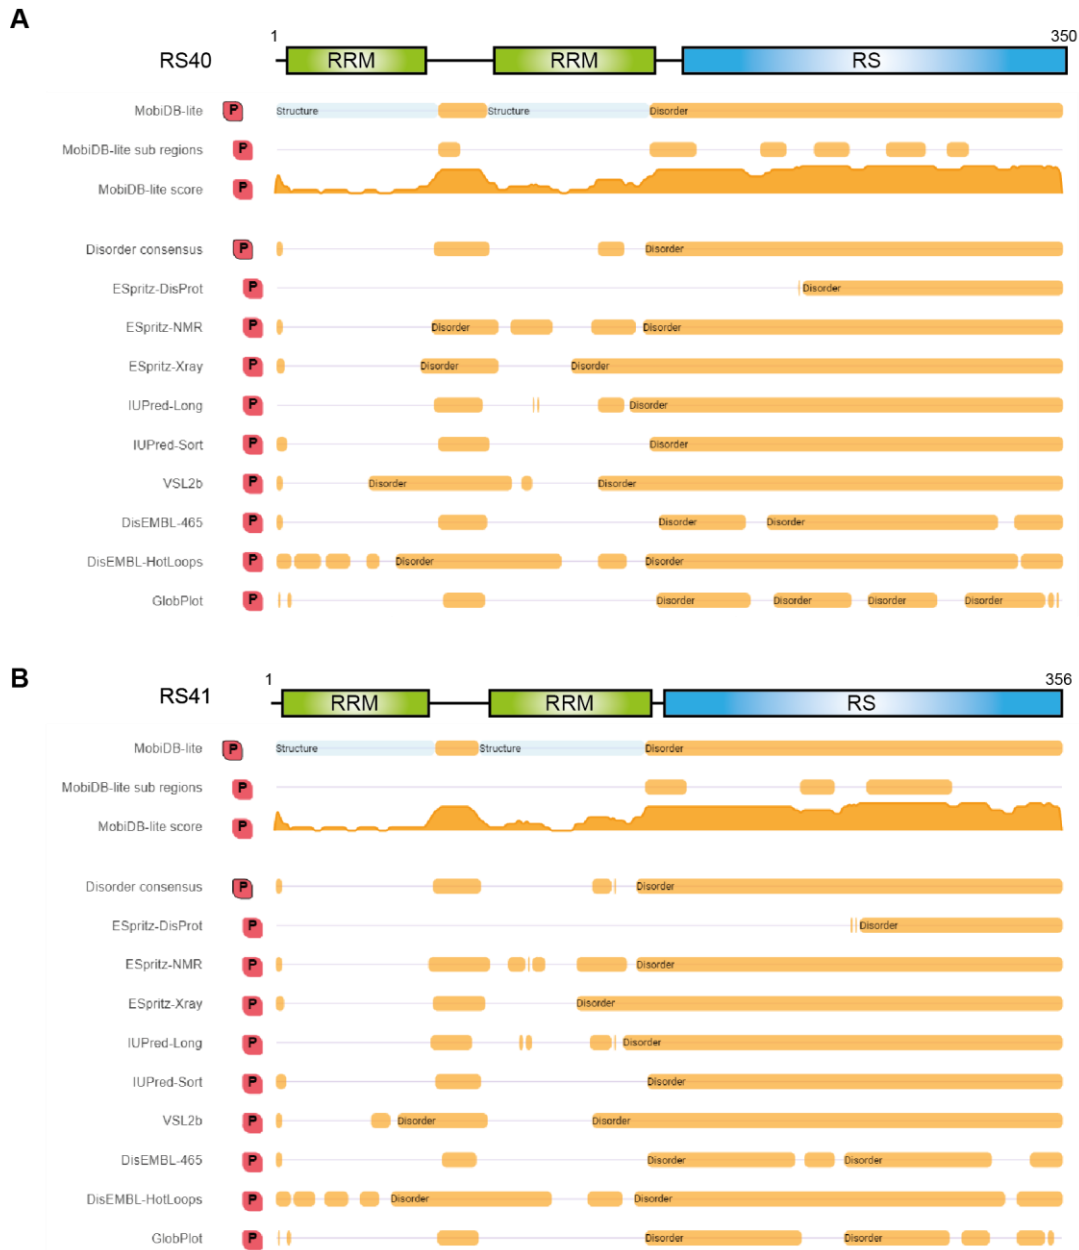 A
1 350
RS40 RRM RRM RS
MobiDB-lite P Structure Structure Disorder
MobiDB-lite sub regions P
MobiDB-lite score P
Disorder consensus P Disorder
ESpritz-DisProt P Disorder
ESpritz-NMR P Disorder Disorder
ESpritz-Xray P Disorder Disorder
IUPred-Long P Disorder
IUPred-Sort P Disorder
VSL2b P Disorder Disorder
DisEMBL-465 P Disorder Disorder
DisEMBL-HotLoops P Disorder Disorder
GlobPlot P Disorder Disorder Disorder Disorder
B
1 356
RS41 RRM RRM RS
MobiDB-lite P Structure Structure Disorder
MobiDB-lite sub regions P
MobiDB-lite score P
Disorder consensus P Disorder
ESpritz-DisProt P Disorder
ESpritz-NMR P Disorder
ESpritz-Xray P Disorder
IUPred-Long P Disorder
IUPred-Sort P Disorder
VSL2b P Disorder Disorder
DisEMBL-465 P Disorder Disorder
DisEMBL-HotLoops P Disorder Disorder
GlobPlot P Disorder Disorder